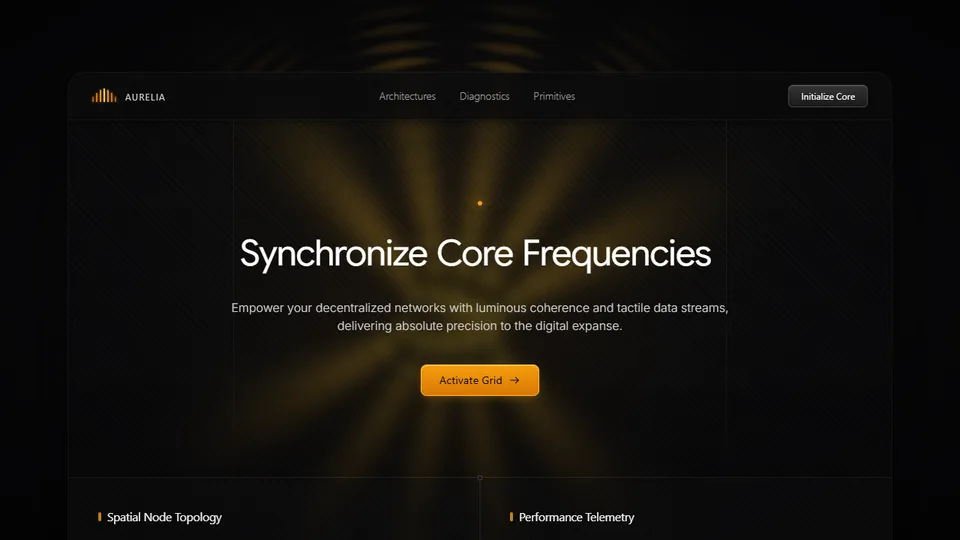 AURELIA
Architectures
Diagnostics
Primitives
Initialize Core
Synchronize Core Frequencies
Empower your decentralized networks with luminous coherence and tactile data streams,
delivering absolute precision to the digital expanse.
Activate Grid
Spatial Node Topology
Performance Telemetry